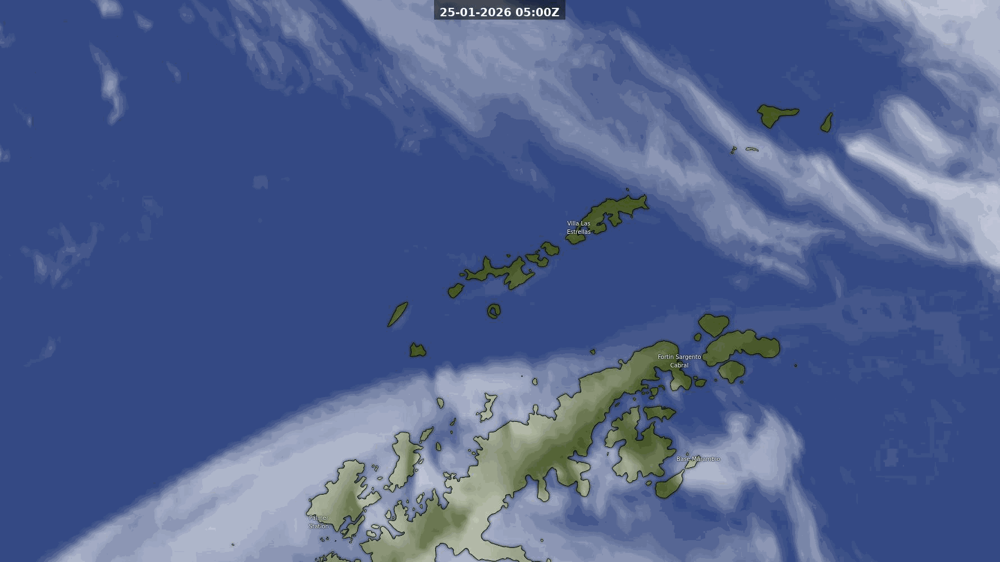 25-01-2026 05:00Z
Villa Las
Estrellas
Fortin Sargento
Cabral
Base Marambio
Palmer
Station